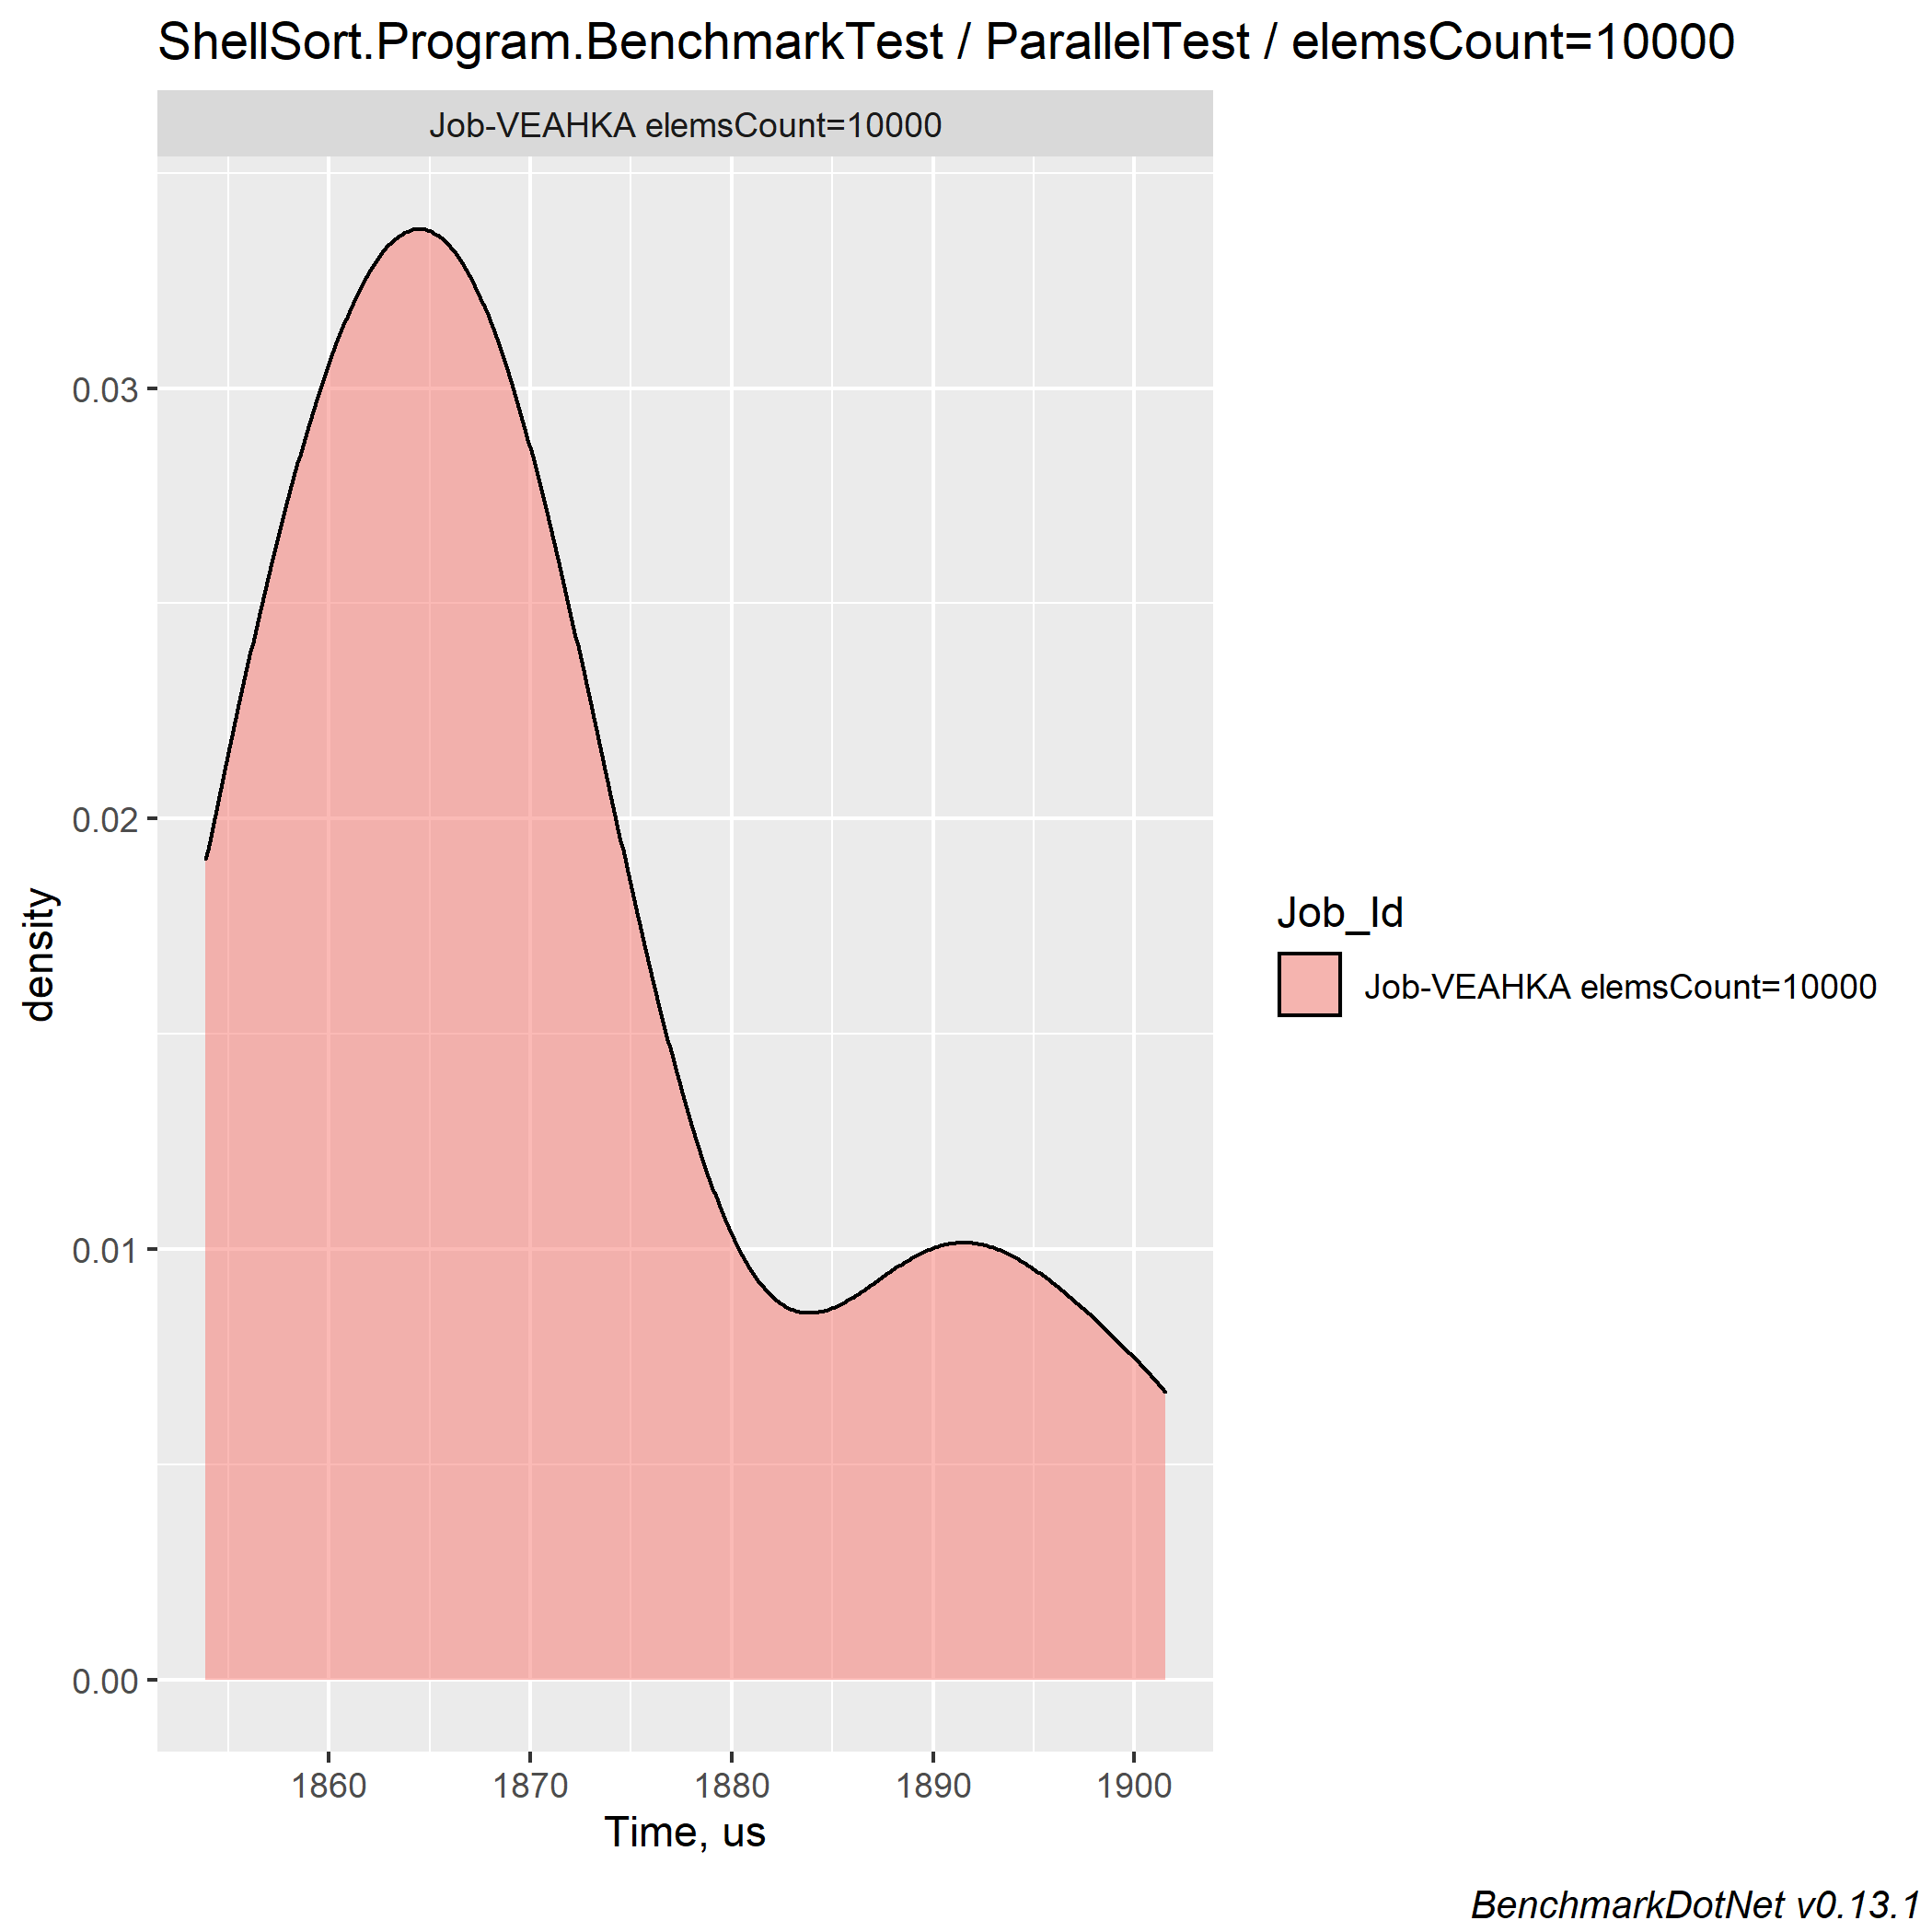 ShellSort.Program.BenchmarkTest / ParallelTest / elemsCount=10000
Job-VEAHKA elemsCount=10000
0.03
0.02
0.01
0.00
density
1860 1870 1880 1890 1900
Time, us
Job_Id
Job-VEAHKA elemsCount=10000
BenchmarkDotNet v0.13.1